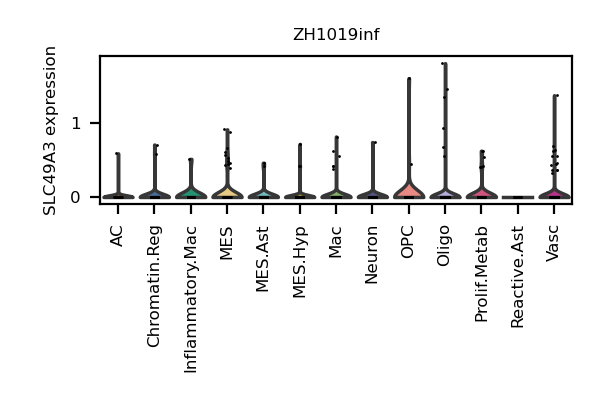 ZH1019inf
SLC49A3 expression
1
0
AC
Chromatin.Reg
Inflammatory.Mac
MES
MES.Ast
MES.Hyp
Mac
Neuron
OPC
Oligo
Prolif.Metab
Reactive.Ast
Vasc